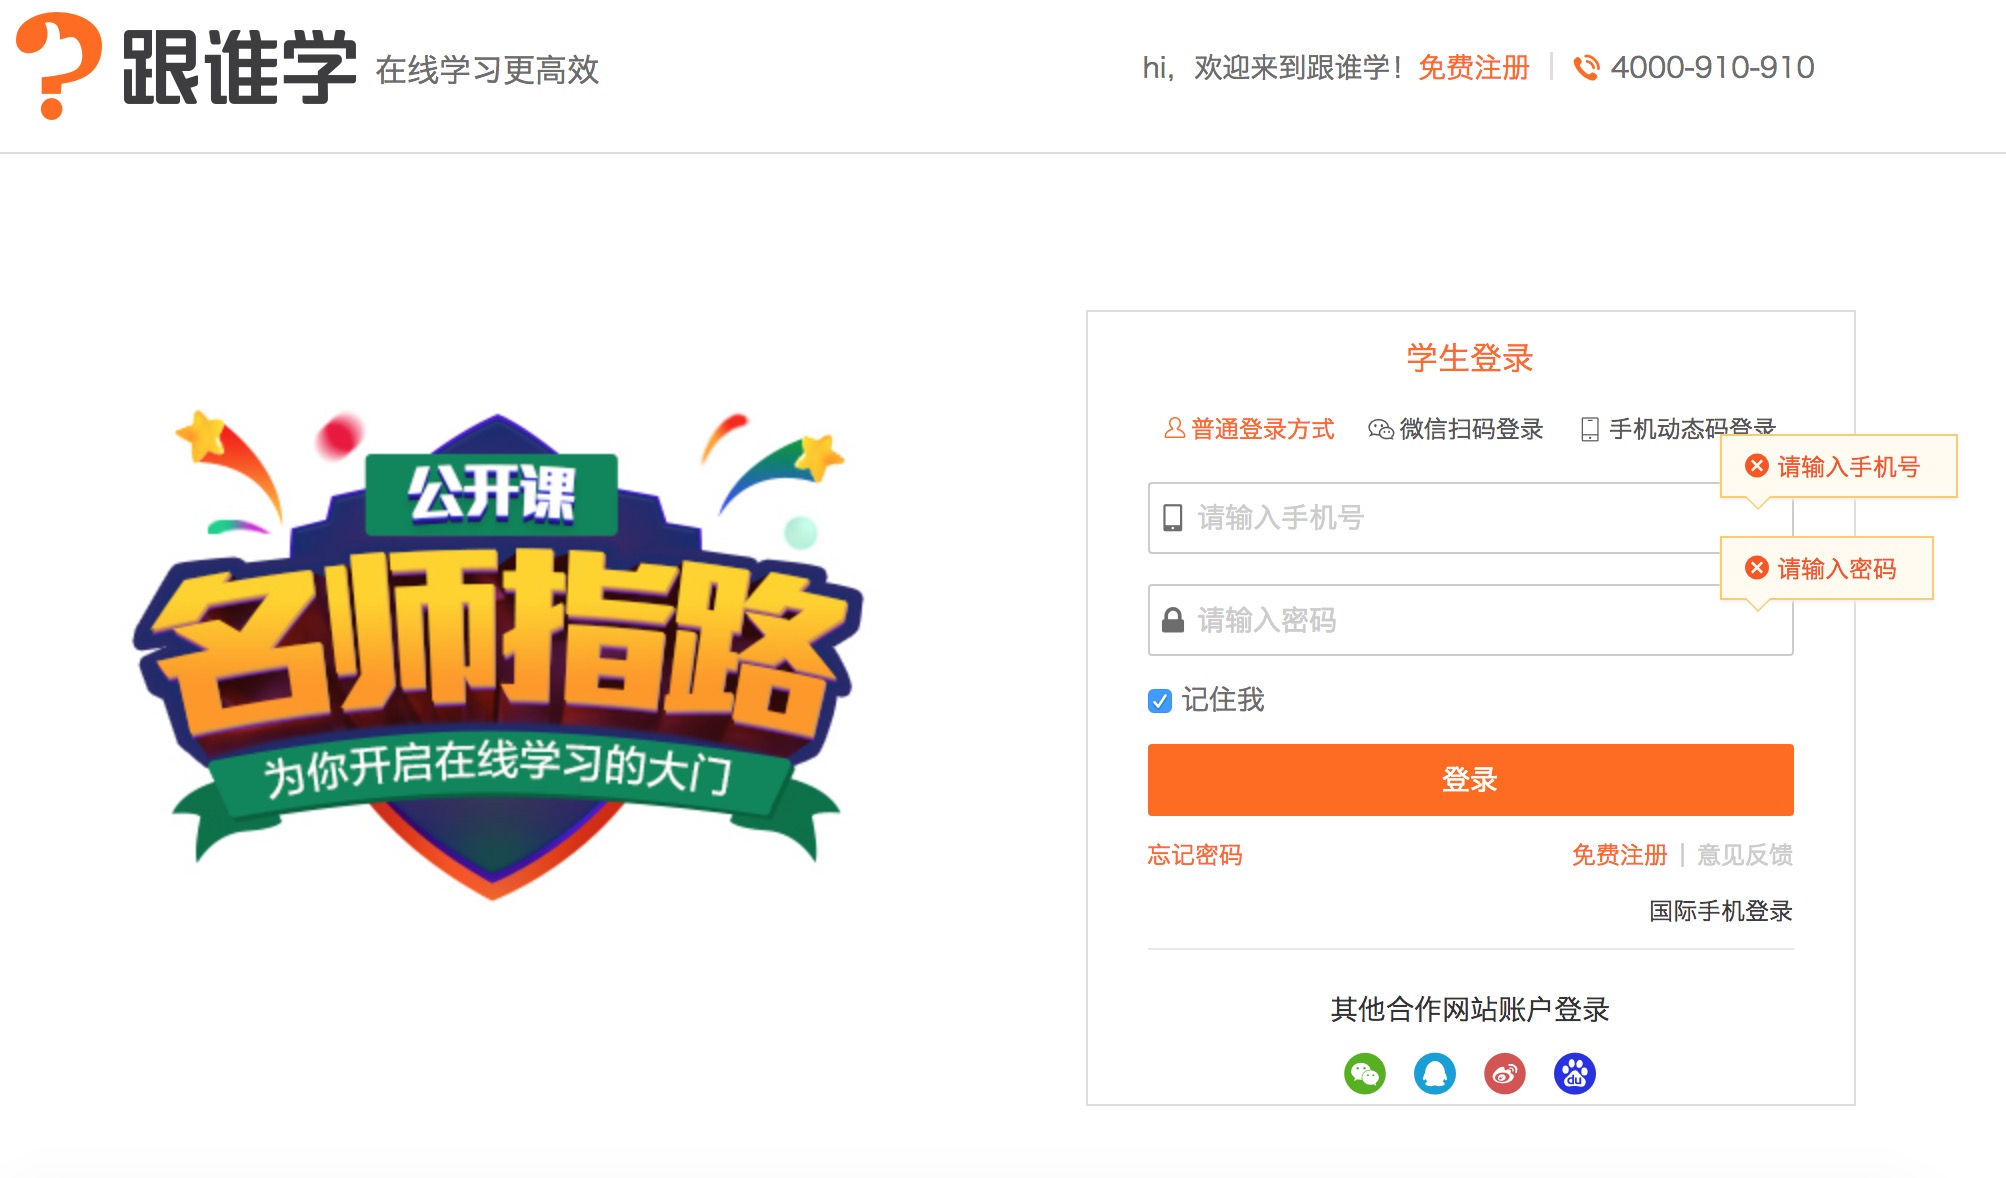 跟谁学 在线学习更高效
hi，欢迎来到跟谁学！免费注册 | 4000-910-910
公开课
名师指路
为你开启在线学习的大门
学生登录
普通登录方式 微信扫码登录 手机动态码登录
请输入手机号
请输入手机号
请输入密码
请输入密码
记住我
登录
忘记密码 免费注册 | 意见反馈
国际手机登录
其他合作网站账户登录
du